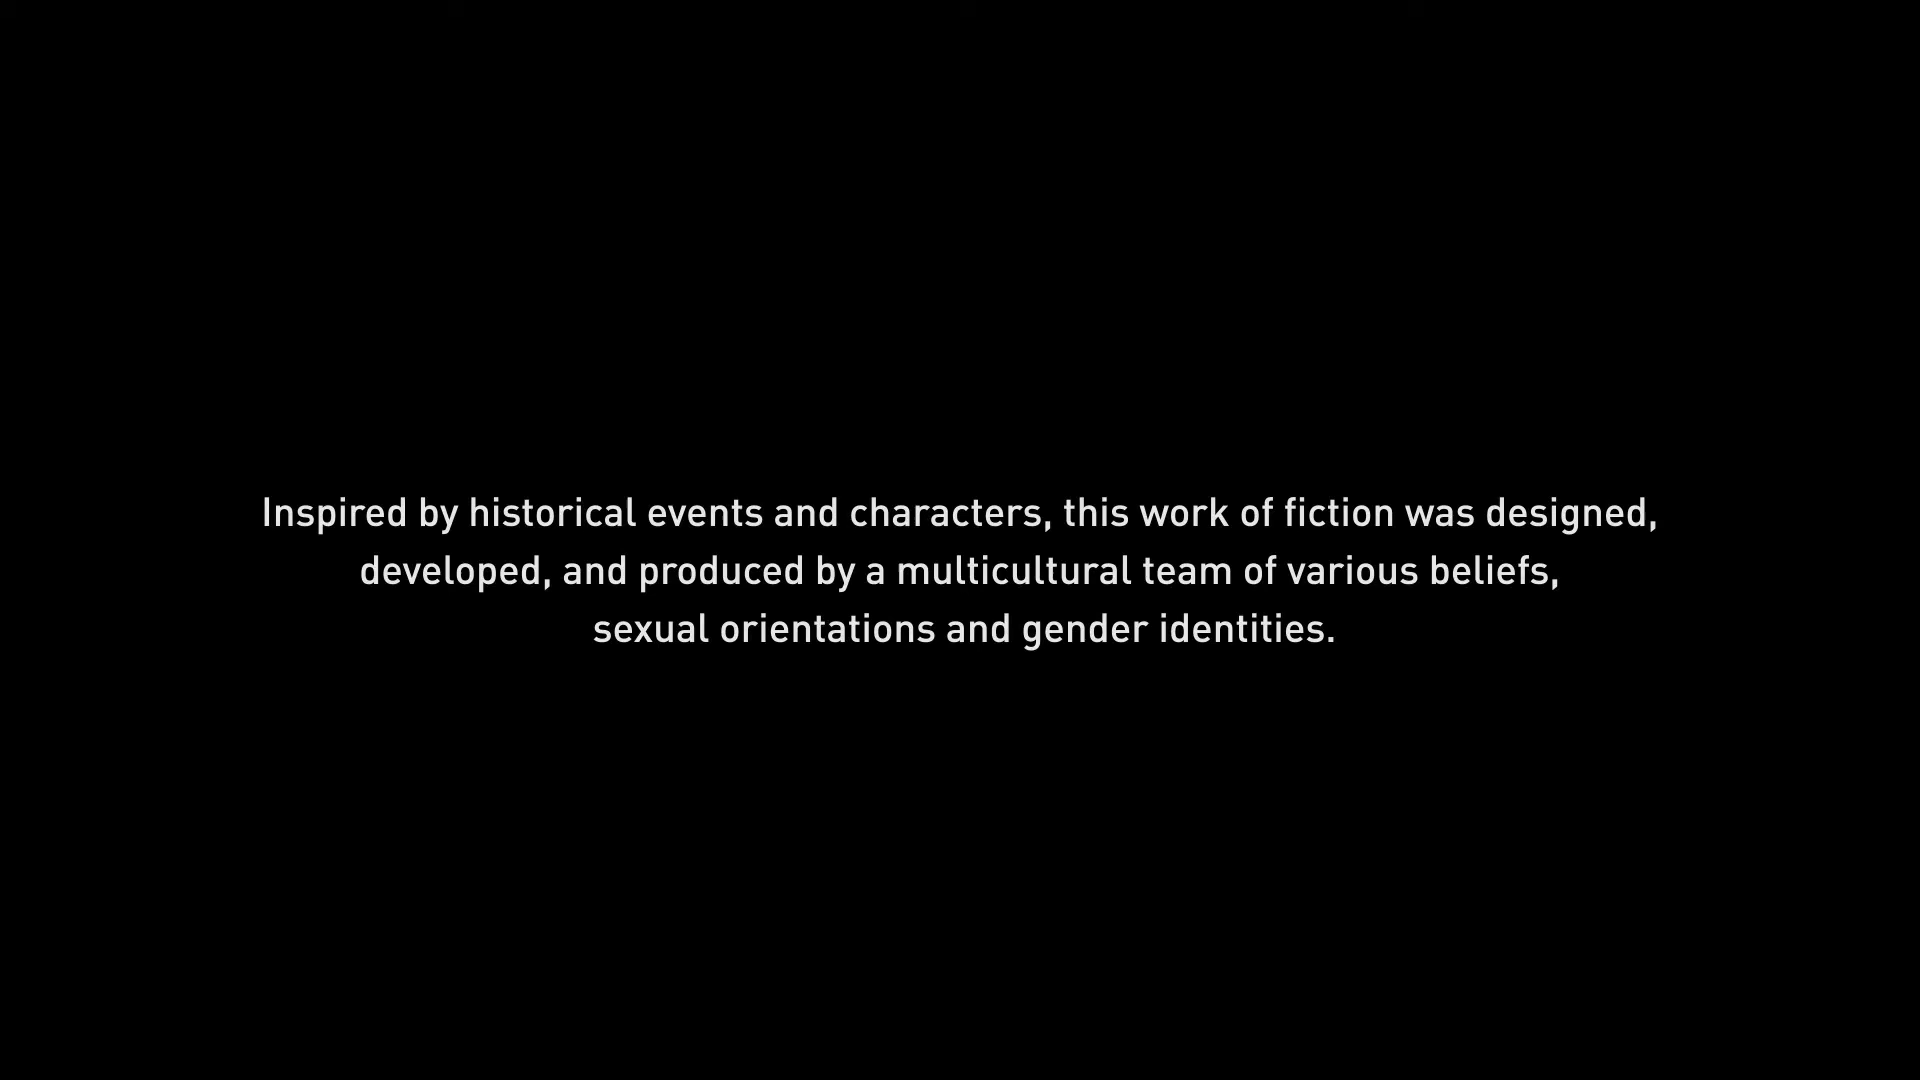 Inspired by historical events and characters, this work of fiction was designed,
developed, and produced by a multicultural team of various beliefs,
sexual orientations and gender identities.